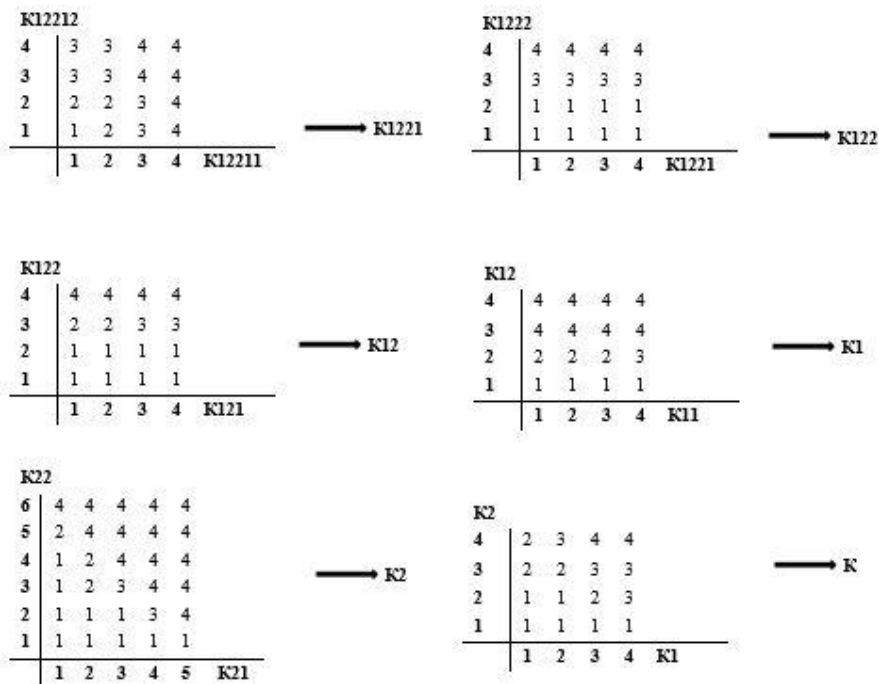 K12212
4 3 3 4 4
3 3 3 4 4
2 2 2 3 4
1 1 2 3 4
1 2 3 4 K12211
K1221
K1222
4 4 4 4 4
3 3 3 3 3
2 1 1 1 1
1 1 1 1 1
1 2 3 4 K1221
K122
K122
4 4 4 4 4
3 2 2 3 3
2 1 1 1 1
1 1 1 1 1
1 2 3 4 K121
K12
K12
4 4 4 4 4
3 4 4 4 4
2 2 2 2 3
1 1 1 1 1
1 2 3 4 K11
K1
K22
6 4 4 4 4 4
5 2 4 4 4 4
4 1 2 4 4 4
3 1 2 3 4 4
2 1 1 1 3 4
1 1 1 1 1 1
1 2 3 4 5 K21
K2
K2
4 2 3 4 4
3 2 2 3 3
2 1 1 2 3
1 1 1 1 1
1 2 3 4 K1
K